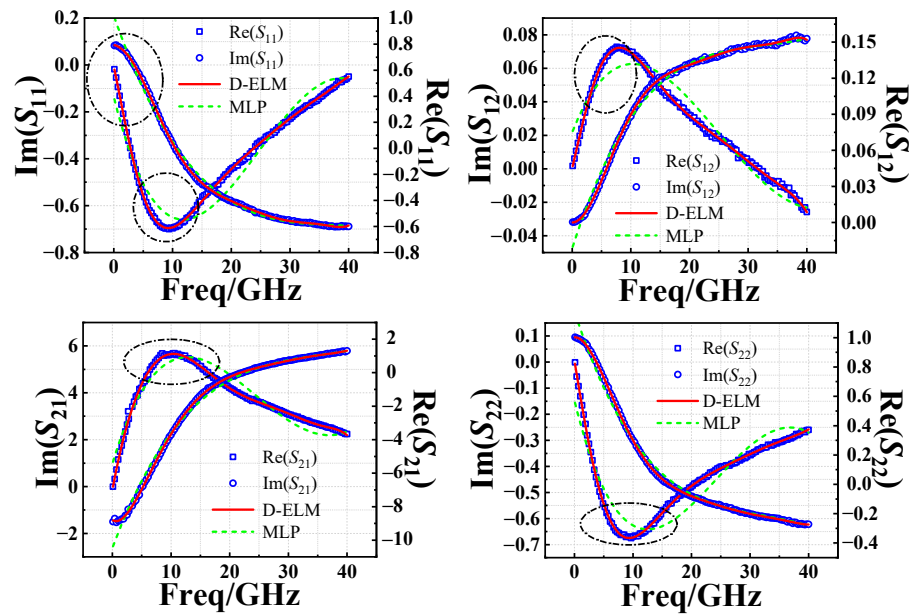 0.2
0.0
-0.2
-0.4
-0.6
-0.8
Im(S11)
1.0
0.8
0.6
0.4
0.2
0.0
−0.2
−0.4
−0.6
−0.8
Re(S11)
Re(S11)
Im(S11)
D-ELM
MLP
0 10 20 30 40
Freq/GHz
0.08
0.06
0.04
0.02
0.00
−0.02
−0.04
Im(S12)
0.15
0.12
0.09
0.06
0.03
0.00
Re(S12)
Re(S12)
Im(S12)
D-ELM
MLP
0 10 20 30 40
Freq/GHz
6
4
2
0
−2
Im(S21)
2
0
−2
−4
−6
−8
−10
Re(S21)
Re(S21)
Im(S21)
D-ELM
MLP
0 10 20 30 40
Freq/GHz
0.1
0.0
−0.1
−0.2
−0.3
−0.4
−0.5
−0.6
−0.7
Im(S22)
1.0
0.8
0.6
0.4
0.2
0.0
−0.2
−0.4
Re(S22)
Re(S22)
Im(S22)
D-ELM
MLP
0 10 20 30 40
Freq/GHz